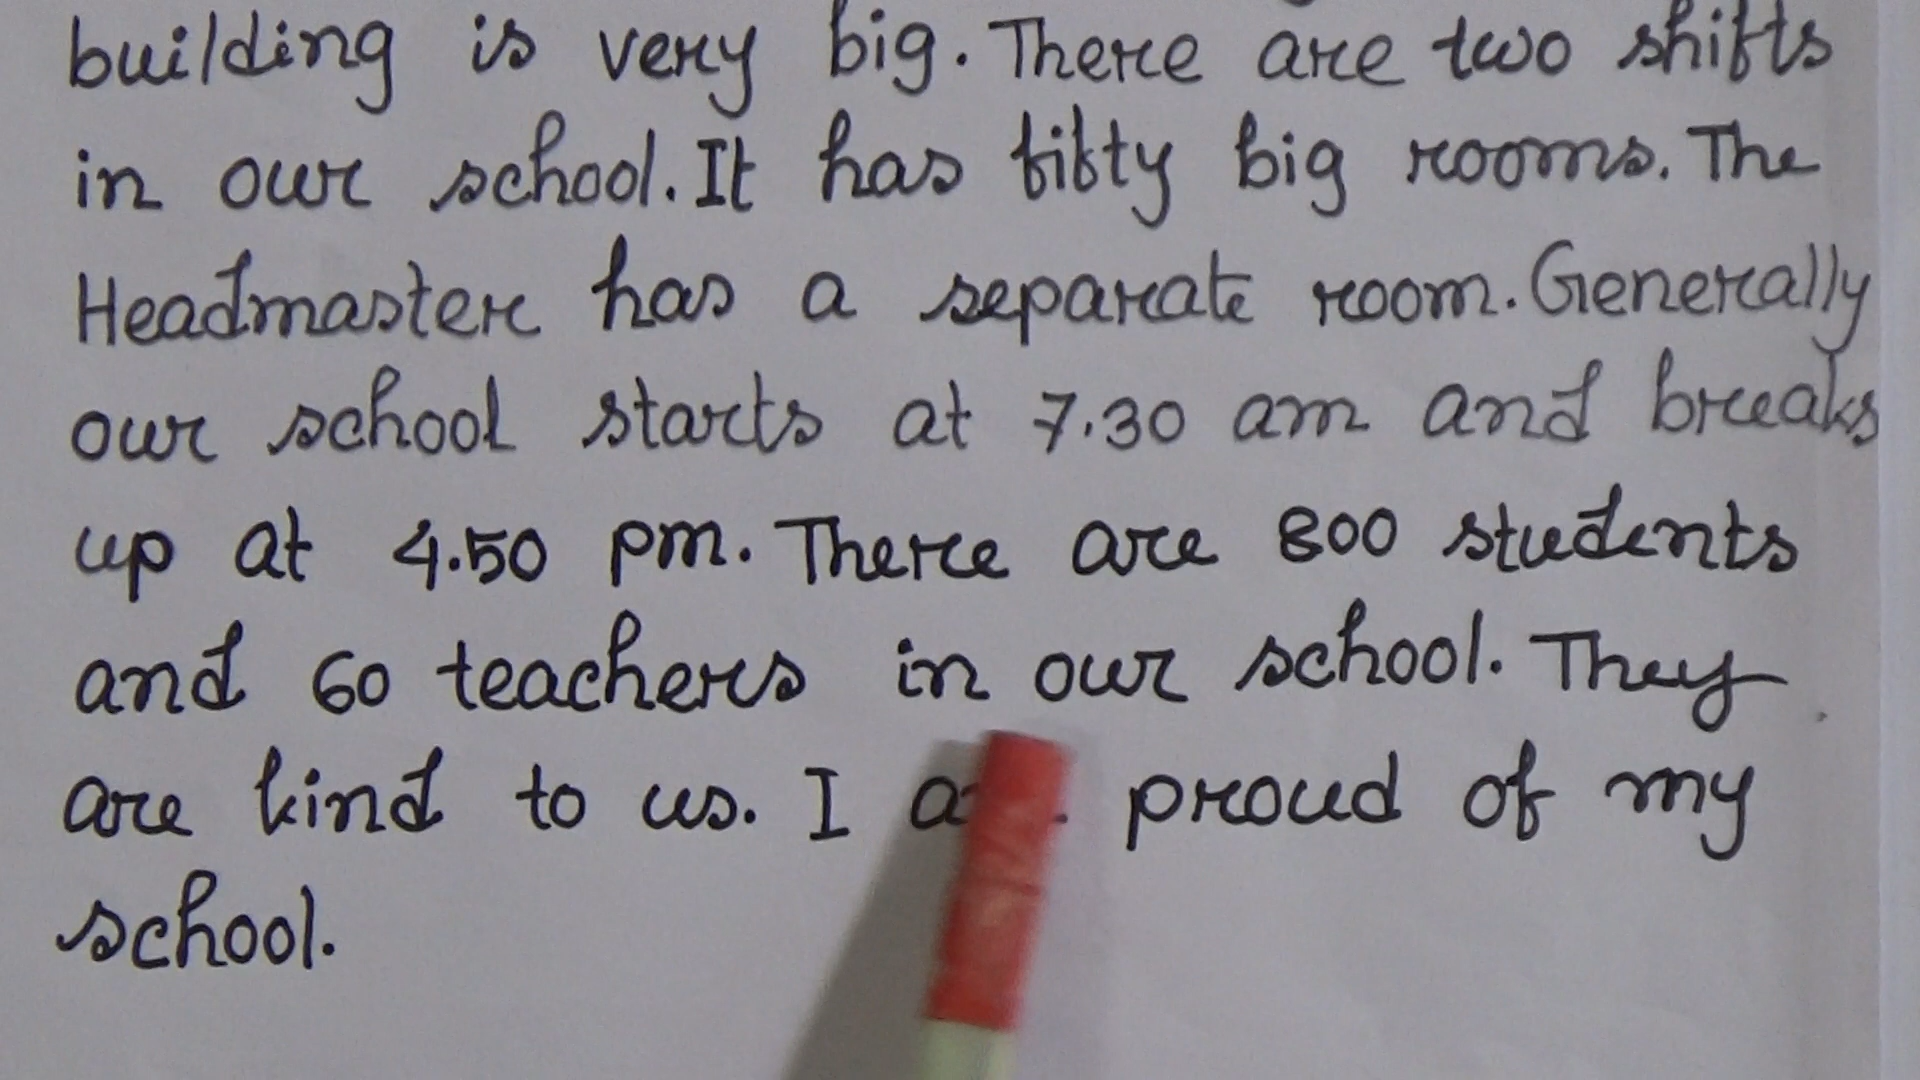 building is very big. There are two shifts
in our school. It has fifty big rooms. The
Headmaster has a separate room. Generally
our school starts at 7.30 am and breaks
up at 4.50 pm. There are 800 students
and 60 teachers in our school. They
are kind to us. I proud of my
school.